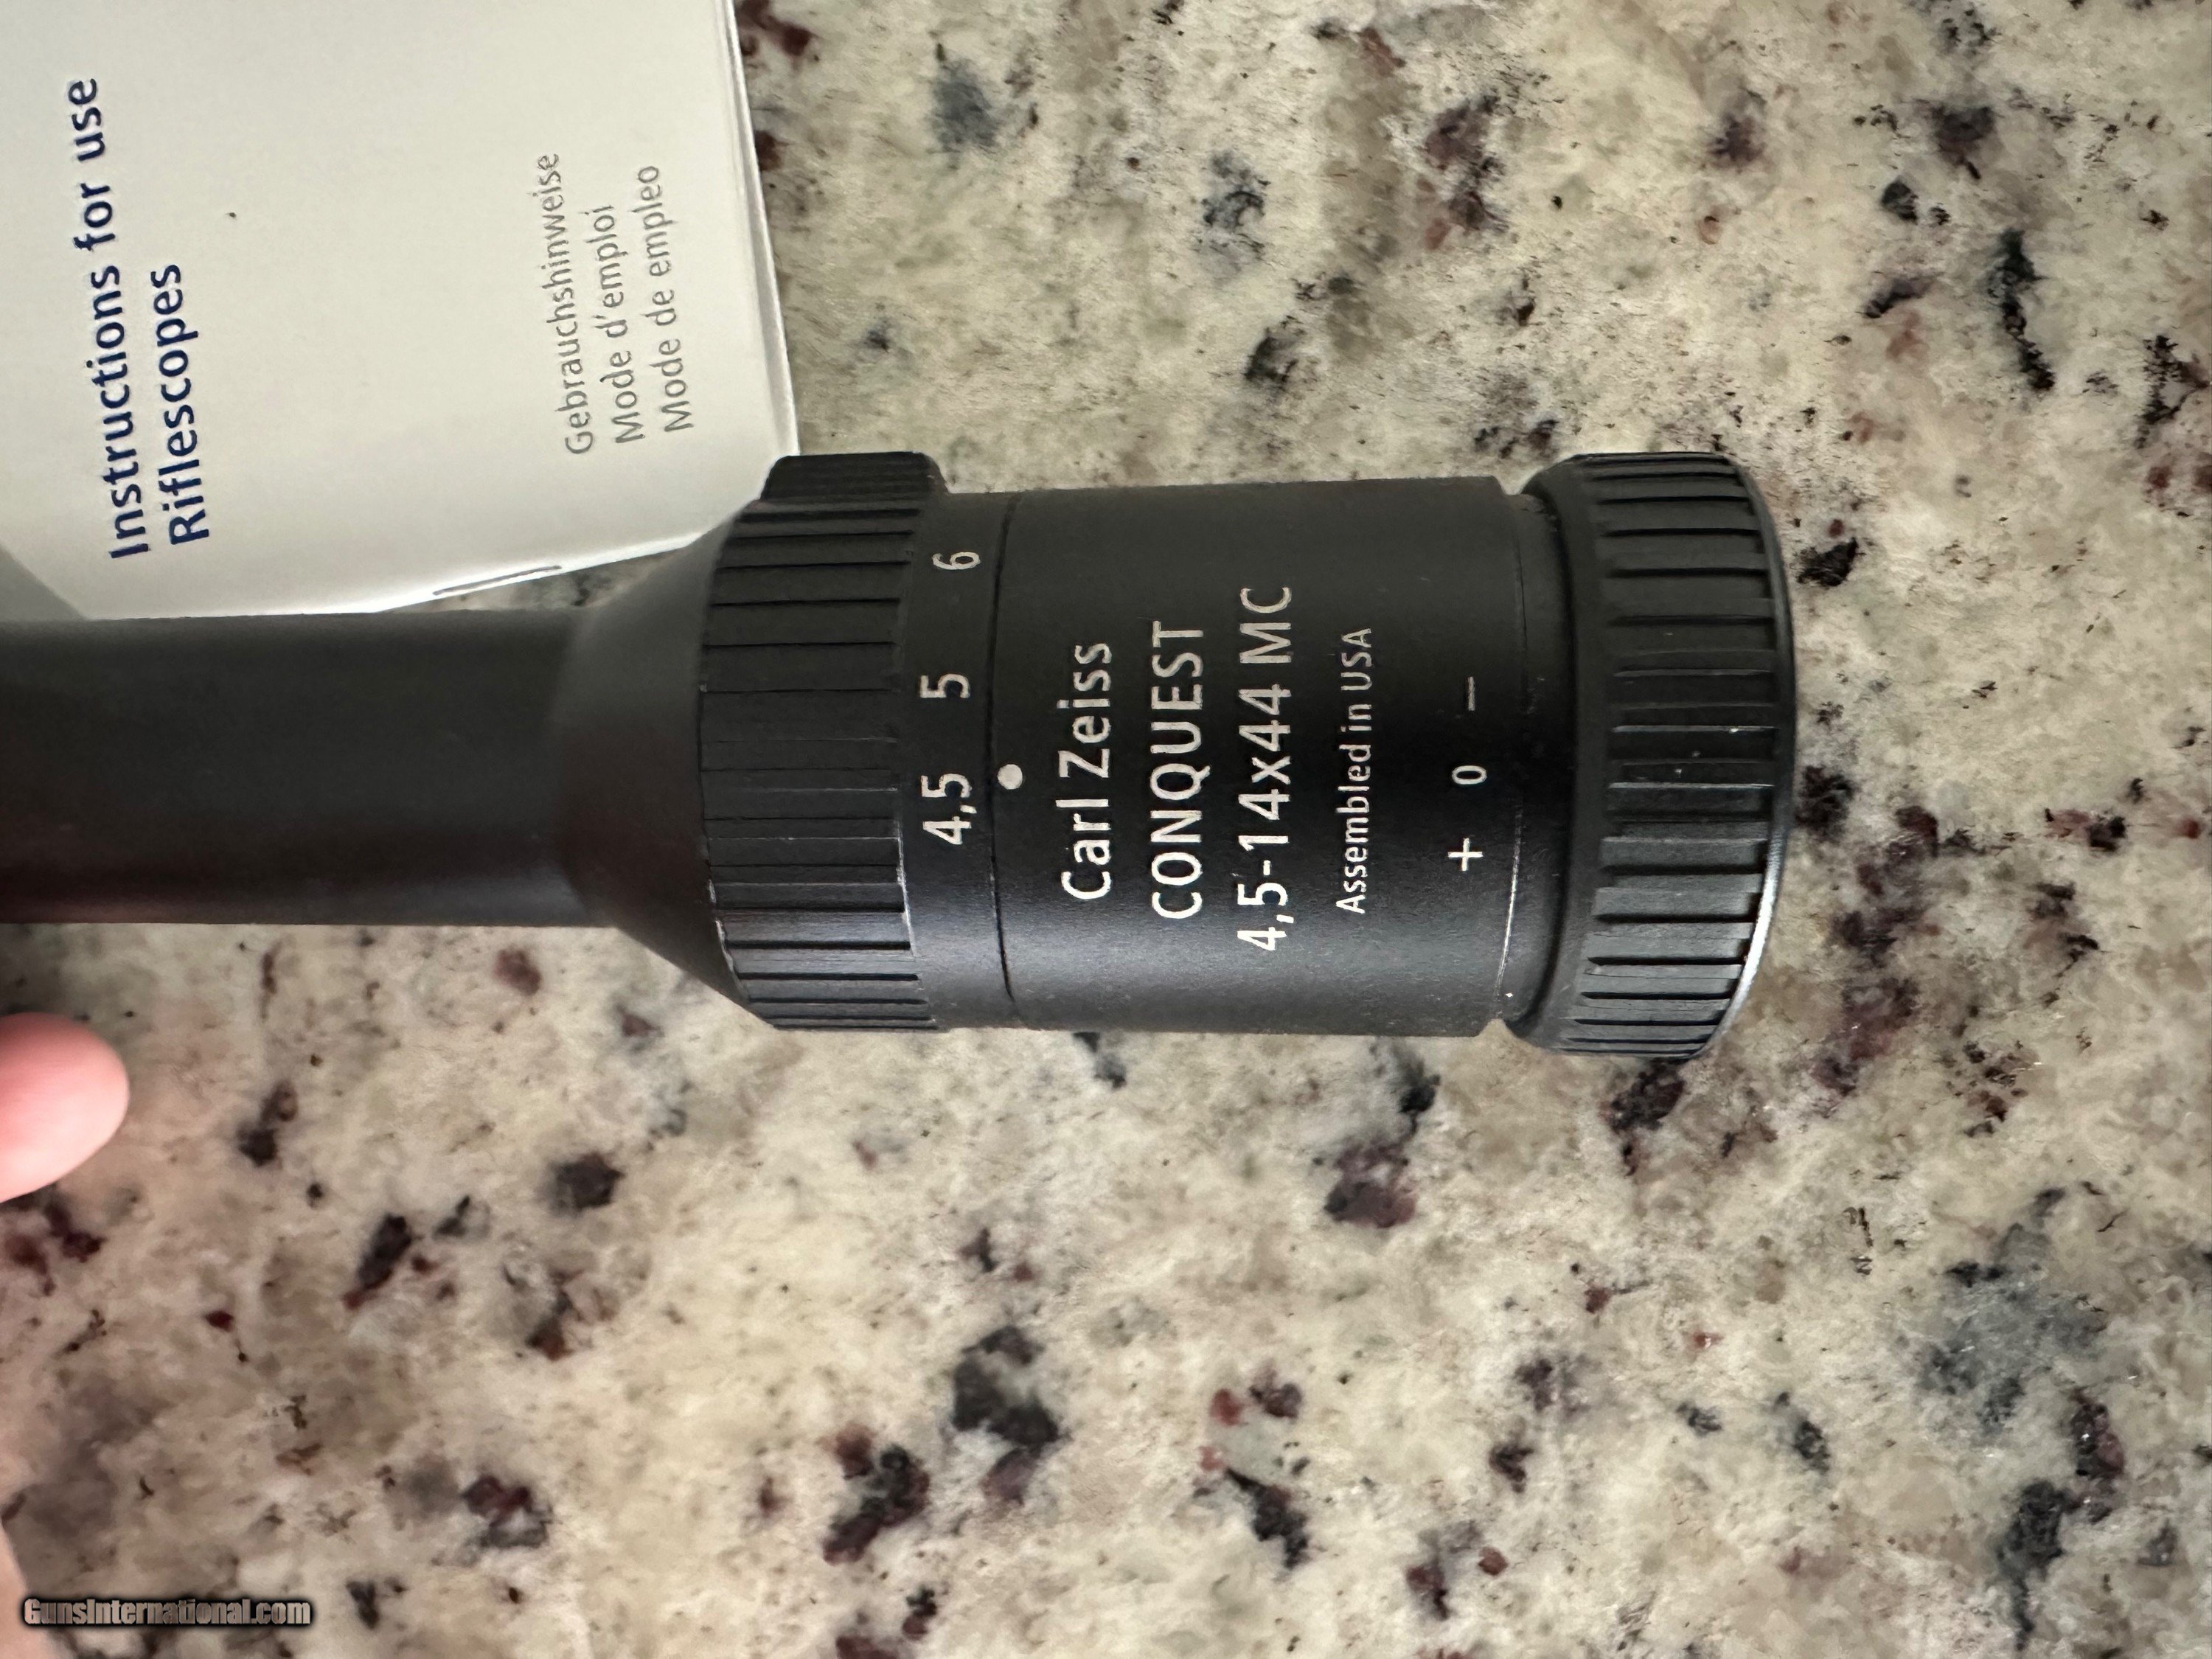 Instructions for use
Riflescopes
Gebrauchshinweise
Mode d'emploi
Mode de empleo
4,5 5 6
Carl Zeiss
CONQUEST
4,5-14x44 MC
Assembled in USA
+ 0 –
GunsInternational.com